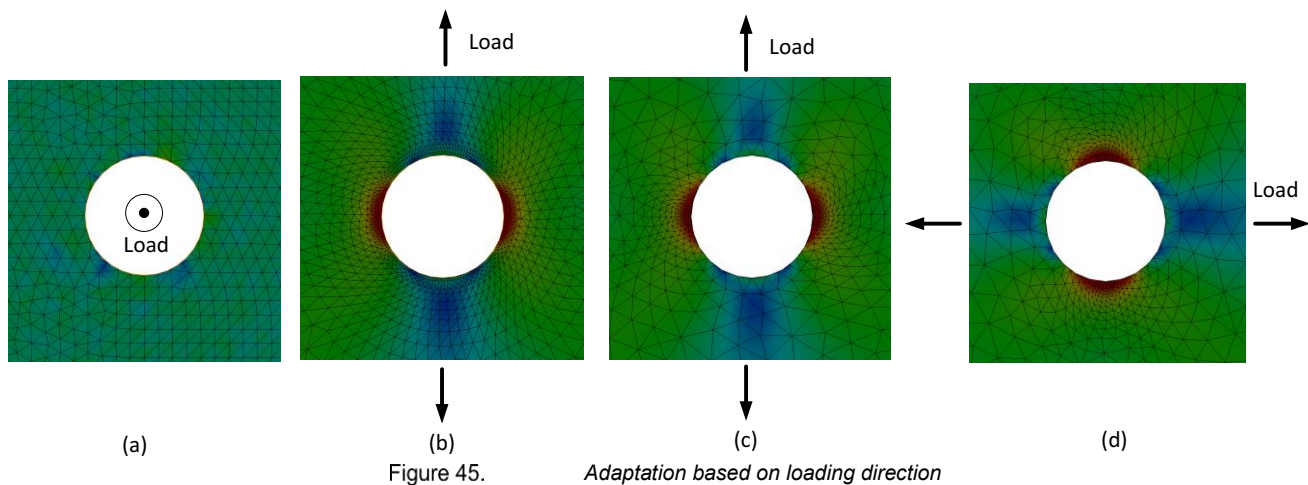 Load
Load
Load
Load
(a)
(b)
(c)
(d)
Figure 45. Adaptation based on loading direction